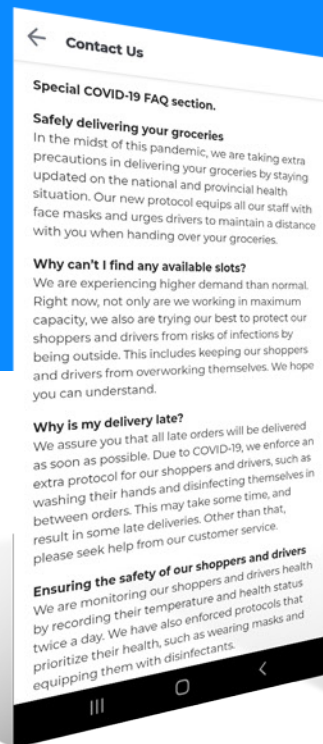 Contact Us
Special COVID-19 FAQ section.
Safely delivering your groceries
In the midst of this pandemic, we are taking extra
precautions in delivering your groceries by staying
updated on the national and provincial health
situation. Our new protocol equips all our staff with
face masks and urges drivers to maintain a distance
with you when handing over your groceries.
Why can't I find any available slots?
We are experiencing higher demand than normal.
Right now, not only are we working in maximum
capacity, we also are trying our best to protect our
shoppers and drivers from risks of infections by
being outside. This includes keeping our shoppers
and drivers from overworking themselves. We hope
you can understand.
Why is my delivery late?
We assure you that all late orders will be delivered
as soon as possible. Due to COVID-19, we enforce an
extra protocol for our shoppers and drivers, such as
washing their hands and disinfecting themselves in
between orders. This may take some time, and
result in some late deliveries. Other than that,
please seek help from our customer service.
Ensuring the safety of our shoppers and drivers
We are monitoring our shoppers and drivers health
by recording their temperature and health status
twice a day. We have also enforced protocols that
prioritize their health, such as wearing masks and
equipping them with disinfectants.